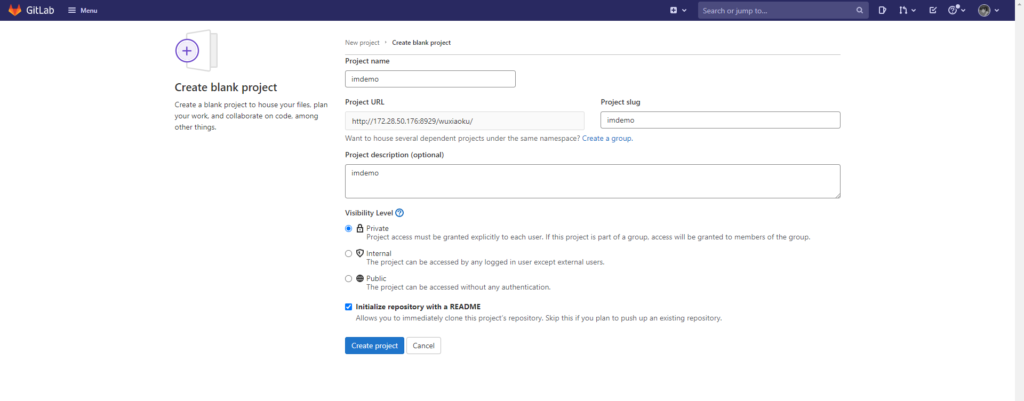 GitLab
Menu
Search or jump to...
New project › Create blank project
Create blank project
Create a blank project to house your files, plan
your work, and collaborate on code, among
other things.
Project name
imdemo
Project URL
Project slug
http://172.28.50.176:8929/wuxiaoku/
imdemo
Want to house several dependent projects under the same namespace? Create a group.
Project description (optional)
imdemo
Visibility Level
Private
Project access must be granted explicitly to each user. If this project is part of a group, access will be granted to members of the group.
Internal
The project can be accessed by any logged in user except external users.
Public
The project can be accessed without any authentication.
Initialize repository with a README
Allows you to immediately clone this project's repository. Skip this if you plan to push up an existing repository.
Create project
Cancel